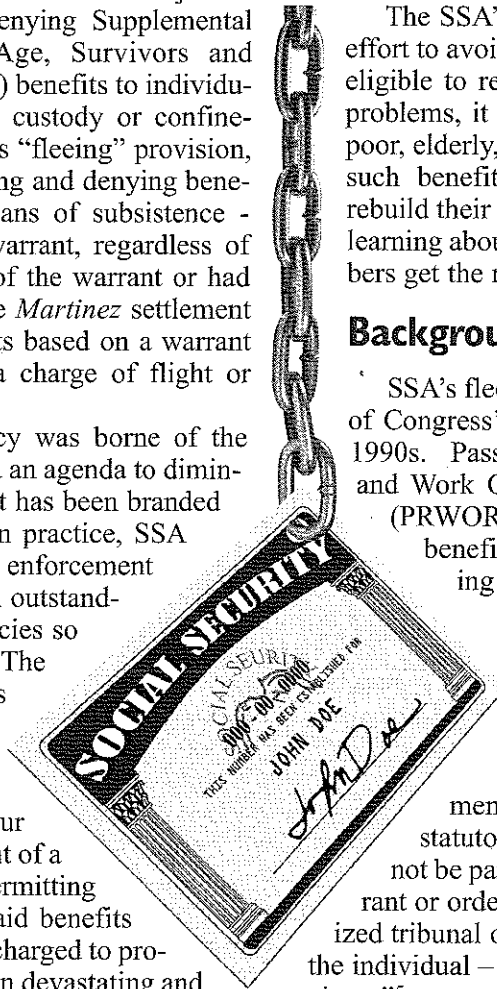 enying Supplemental
Age, Survivors and
) benefits to individu-
custody or confine-
s “fleeing” provision,
ng and denying bene-
ans of subsistence -
warrant, regardless of
of the warrant or had
e Martinez settlement
ts based on a warrant
a charge of flight or
cy was borne of the
d an agenda to dimin-
t has been branded
n practice, SSA
enforcement
outstand-
cies so
The
s
ur
nt of a
ermitting
aid benefits
charged to pro-
n devastating and
SOCIAL SECURITY
SOCIAL SECURITY
000-00-0000
THIS NUMBER HAS BEEN ESTABLISHED FOR
JOHN DOE
John Doe
The SSA’
effort to avoi
eligible to re
problems, it
poor, elderly,
such benefit
rebuild their
learning abou
bers get the r
Backgrou
SSA’s flee
of Congress’
1990s. Pass
and Work O
(PRWOR
benefi
ing
men
statuto
not be pa
rant or orde
ized tribunal o
the individual –